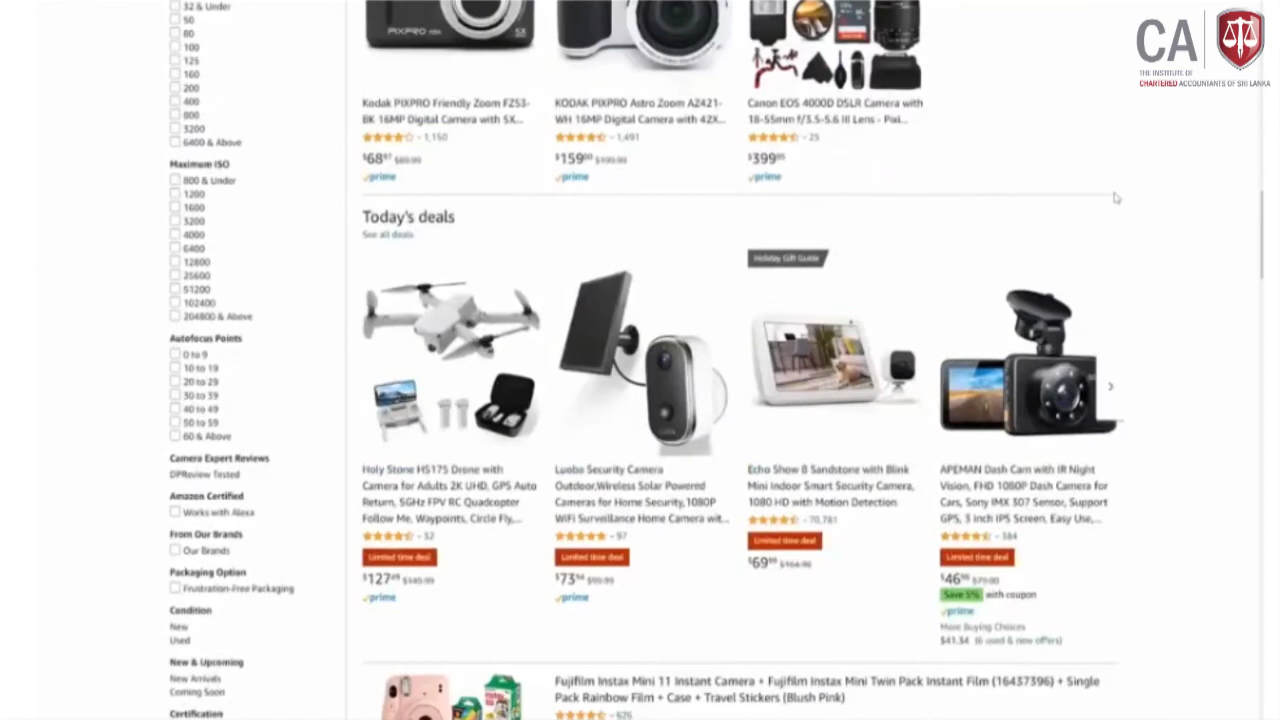 32 & Under
50
80
100
125
160
200
400
800
3200
6400 & Above
Maximum ISO
800 & Under
1200
1600
3200
4000
6400
12800
25600
51200
102400
204800 & Above
Autofocus Points
0 to 9
10 to 19
20 to 29
30 to 39
40 to 49
50 to 59
60 & Above
Camera Expert Reviews
DPReview Tested
Amazon Certified
Works with Alexa
From Our Brands
Our Brands
Packaging Option
Frustration-Free Packaging
Condition
New
Used
New & Upcoming
New Arrivals
Coming Soon
Certification
PIXPRO
5X
Kodak PIXPRO Friendly Zoom FZ53-
BK 16MP Digital Camera with 5X...
1,150
$68 $89.99
prime
KODAK PIXPRO Astro Zoom AZ421-
WH 16MP Digital Camera with 42X...
1,491
$159 $199.99
prime
Canon EOS 4000D DSLR Camera with
18-55mm f/3.5-5.6 III Lens - Pixi...
25
$399
prime
Today's deals
See all deals
Holy Stone HS175 Drone with
Camera for Adults 2K UHD, GPS Auto
Return, 5GHz FPV RC Quadcopter
Follow Me, Waypoints, Circle Fly,...
52
Limited time deal
$127 $149.99
prime
Luoba Security Camera
Outdoor,Wireless Solar Powered
Cameras for Home Security,1080P
WiFi Surveillance Home Camera wit...
97
Limited time deal
$73 $99.99
prime
Holiday Gift Guide
Echo Show 8 Sandstone with Blink
Mini Indoor Smart Security Camera,
1080 HD with Motion Detection
70,781
Limited time deal
$69 $164.98
APEMAN Dash Cam with IR Night
Vision, FHD 1080P Dash Camera for
Cars, Sony IMX 307 Sensor, Support
GPS, 3 inch IPS Screen, Easy Use,...
384
Limited time deal
$46 $79.00
Save 5% with coupon
prime
More Buying Choices
$41.34 (6 used & new offers)
Fujifilm Instax Mini 11 Instant Camera + Fujifilm Instax Mini Twin Pack Instant Film (16437396) + Single
Pack Rainbow Film + Case + Travel Stickers (Blush Pink)
626
CA
THE INSTITUTE OF
CHARTERED ACCOUNTANTS OF SRI LANKA